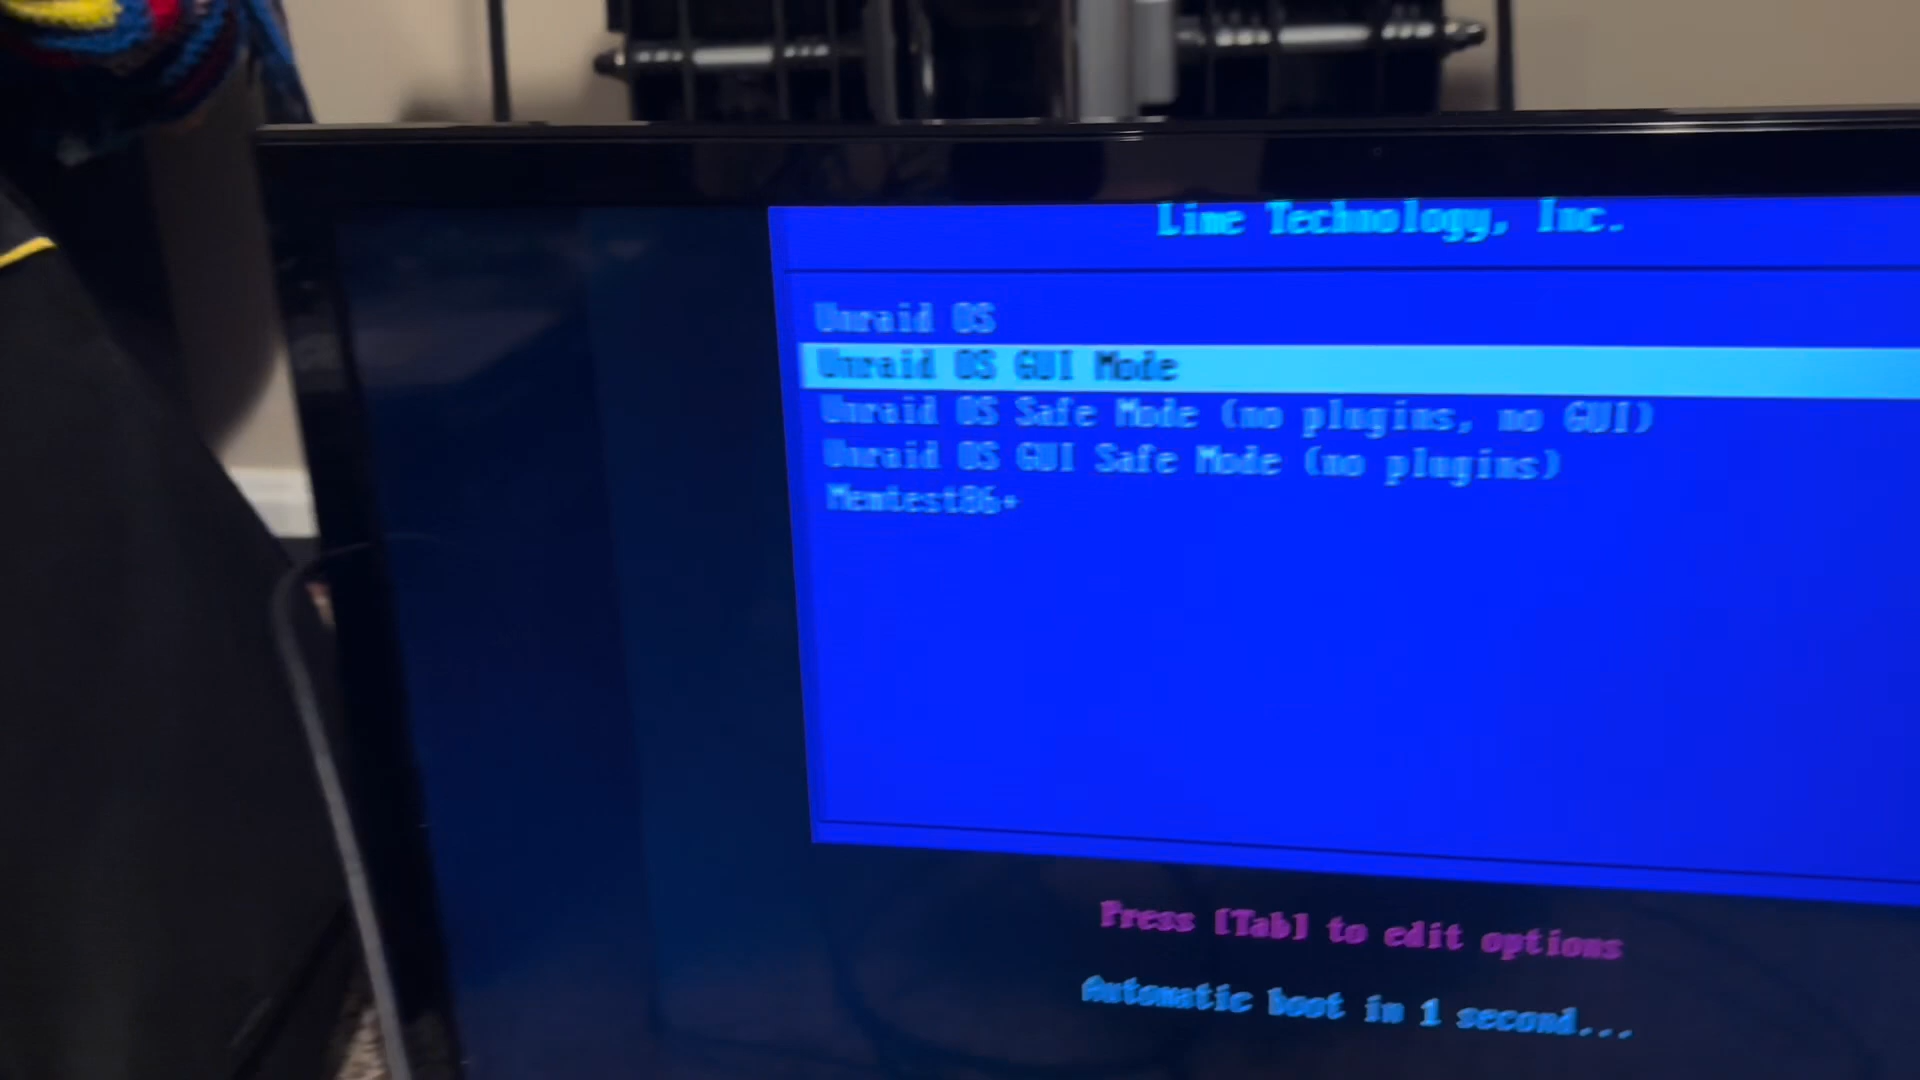 Lime Technology, Inc.
Unraid OS
Unraid OS GUI Mode
Unraid OS Safe Mode (no plugins, no GUI)
Unraid OS GUI Safe Mode (no plugins)
Memtest86+
Press [Tab] to edit options
Automatic boot in 1 second...